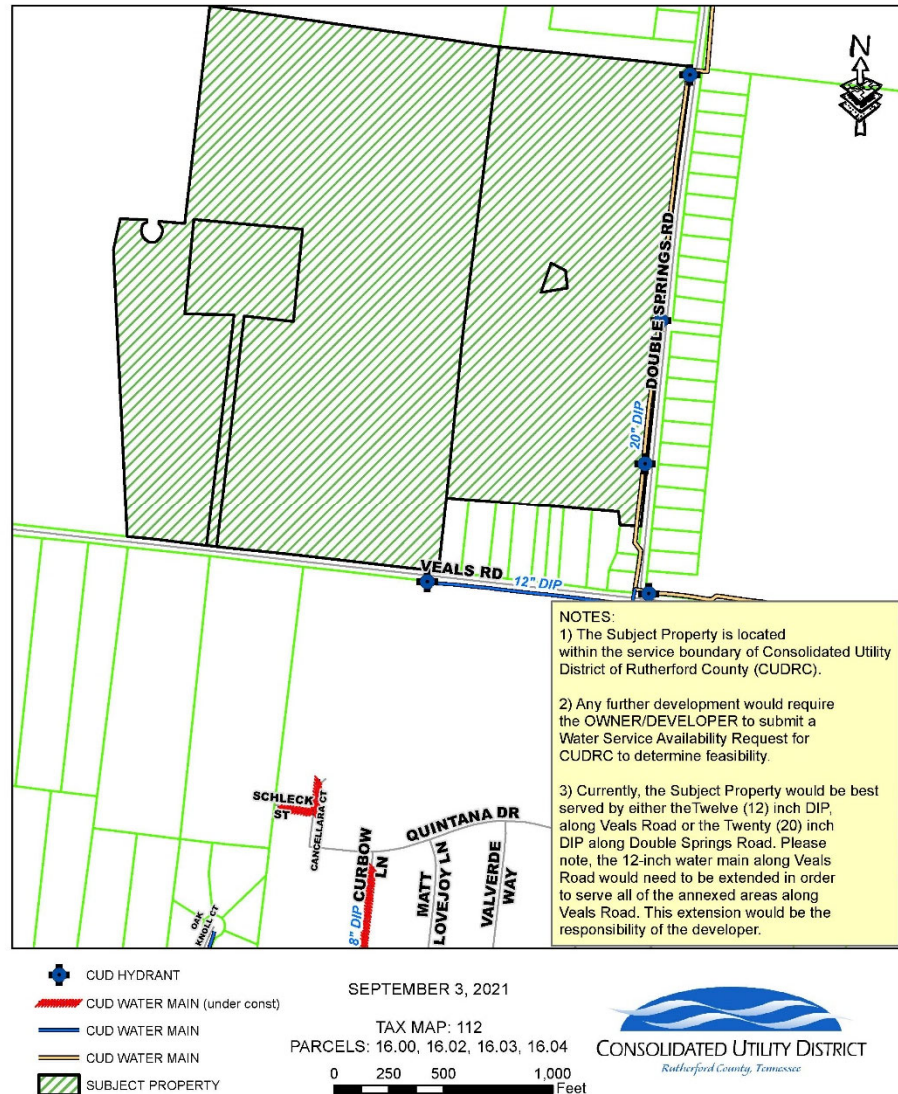 N
DOUBLE SPRINGS RD
20" DIP
VEALS RD
12" DIP
NOTES:
1) The Subject Property is located
within the service boundary of Consolidated Utility
District of Rutherford County (CUDRC).
2) Any further development would require
the OWNER/DEVELOPER to submit a
Water Service Availability Request for
CUDRC to determine feasibility.
3) Currently, the Subject Property would be best
served by either theTwelve (12) inch DIP,
along Veals Road or the Twenty (20) inch
DIP along Double Springs Road. Please
note, the 12-inch water main along Veals
Road would need to be extended in order
to serve all of the annexed areas along
Veals Road. This extension would be the
responsibility of the developer.
SCHLECK
ST
CANCELLARA CT
QUINTANA DR
CURBOW
LN
MATT
LOVEJOY LN
VALVERDE
WAY
OAK
KNOLL CT
8" DIP
CUD HYDRANT
CUD WATER MAIN (under const)
CUD WATER MAIN
CUD WATER MAIN
SUBJECT PROPERTY
SEPTEMBER 3, 2021
TAX MAP: 112
PARCELS: 16.00, 16.02, 16.03, 16.04
0 250 500 1,000
Feet
CONSOLIDATED UTILITY DISTRICT
Rutherford County, Tennessee